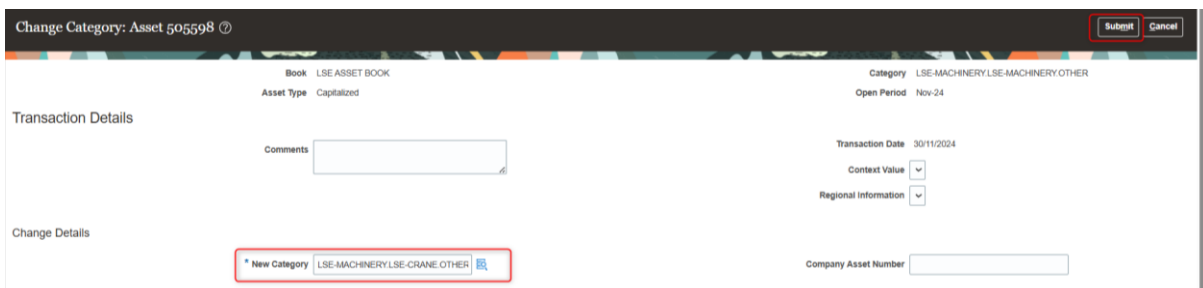 Change Category: Asset 505598
Submit Cancel
Book LSE ASSET BOOK
Category LSE-MACHINERY.LSE-MACHINERY.OTHER
Asset Type Capitalized
Open Period Nov-24
Transaction Details
Comments
Transaction Date 30/11/2024
Context Value
Regional Information
Change Details
* New Category LSE-MACHINERY.LSE-CRANE.OTHER
Company Asset Number